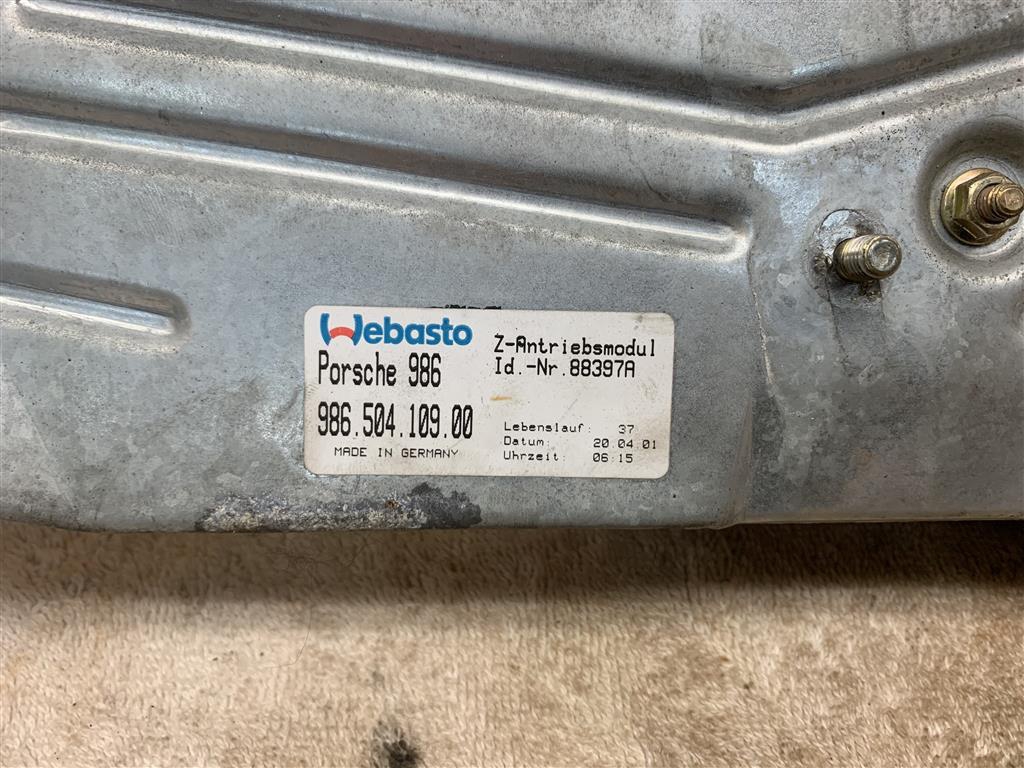 Webasto
Porsche 986
986.504.109.00
MADE IN GERMANY
Z-Antriebsmodul
Id.-Nr.88397A
Lebenslauf: 37
Datum: 20.04.01
Uhrzeit: 06:15